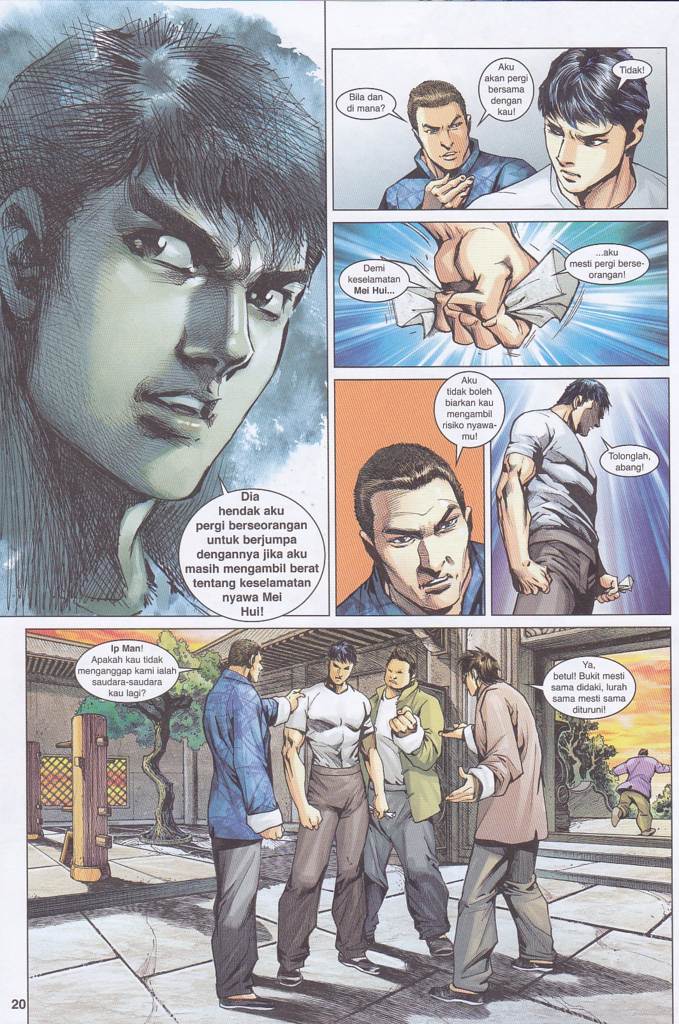 Dia
hendak aku
pergi berseorangan
untuk berjumpa
dengannya jika aku
masih mengambil berat
tentang keselamatan
nyawa Mei
Hui!
Bila dan
di mana?
Aku
akan pergi
bersama
dengan
kau!
Tidak!
Demi
keselamatan
Mei Hui...
...aku
mesti pergi berse-
orangan!
Aku
tidak boleh
biarkan kau
mengambil
risiko nyawa-
mu!
Tolonglah,
abang!
Ip Man!
Apakah kau tidak
menganggap kami ialah
saudara-saudara
kau lagi?
Ya,
betul! Bukit mesti
sama didaki, lurah
sama mesti sama
dituruni!
20